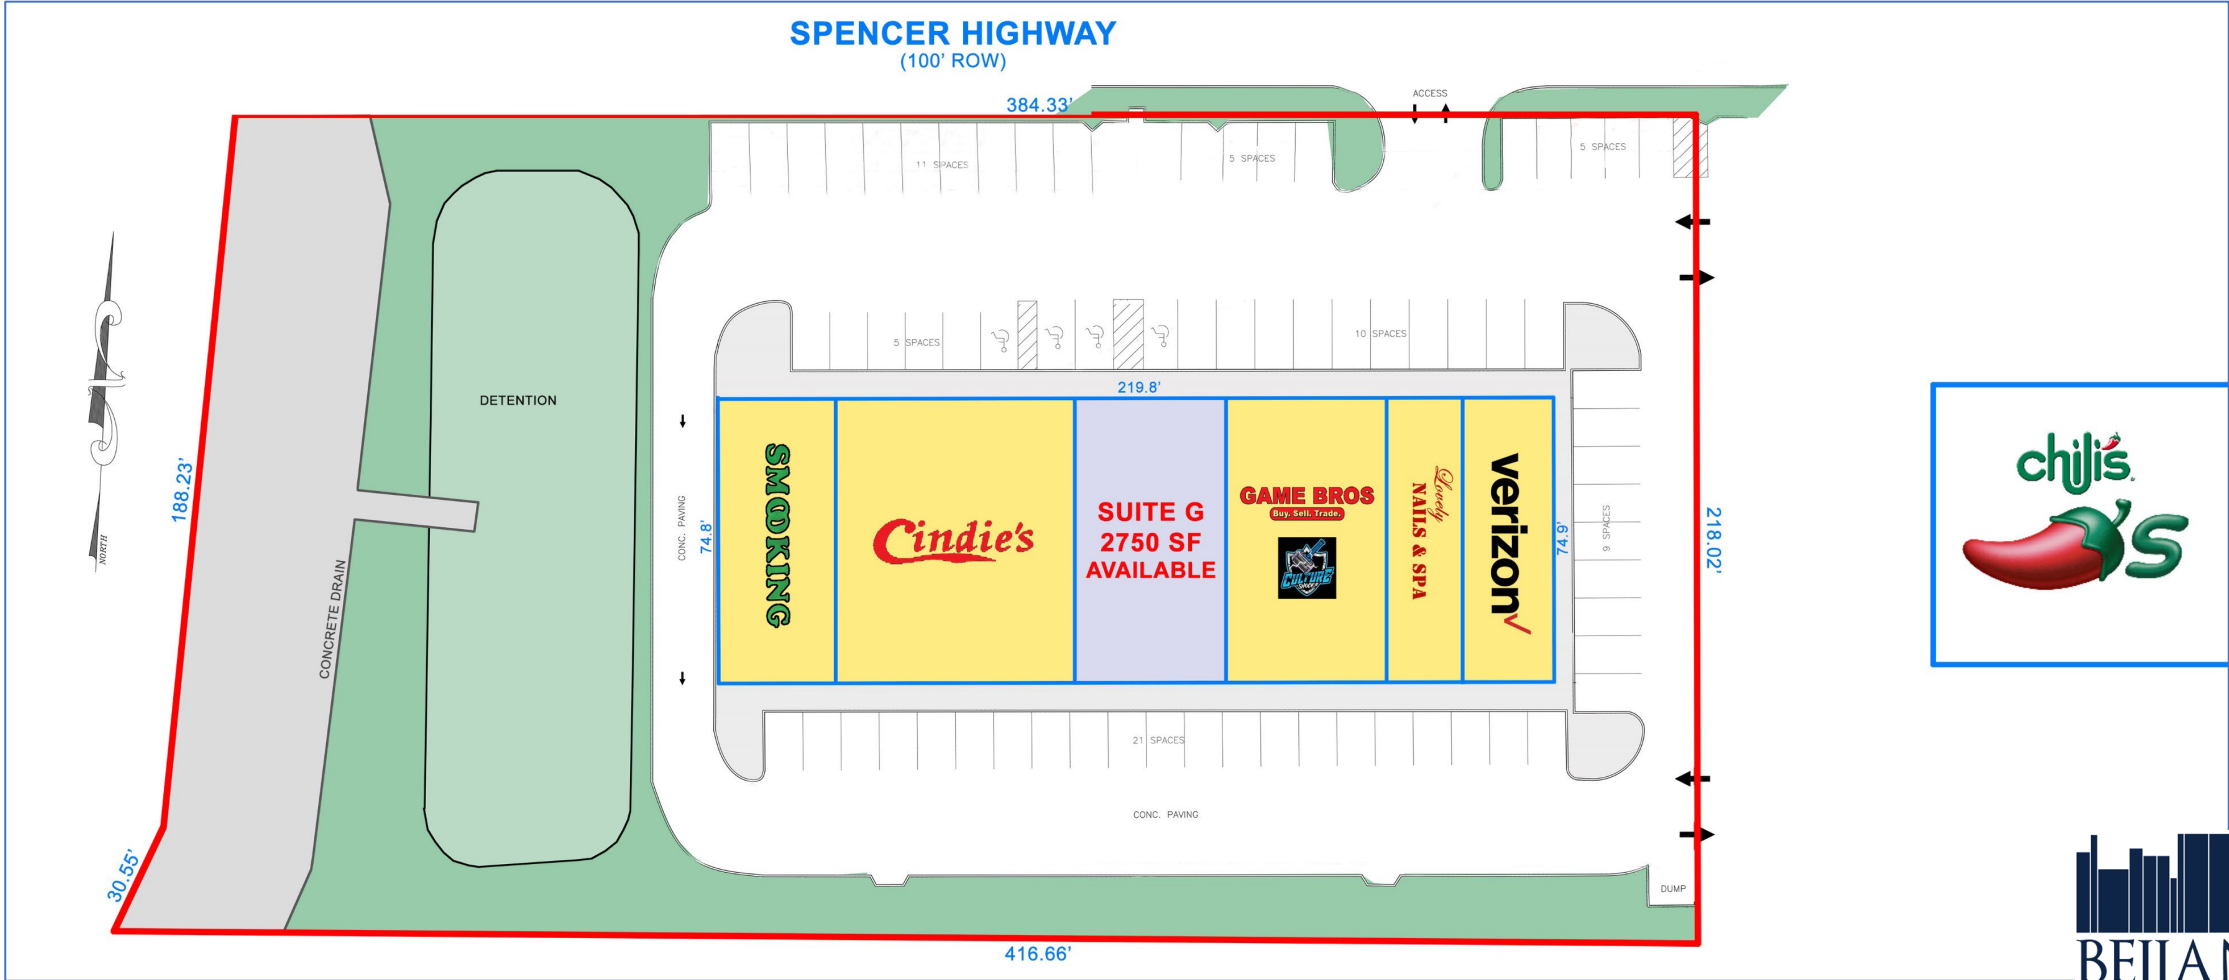 SPENCER HIGHWAY
(100' ROW)
384.33'
ACCESS
11 SPACES
5 SPACES
5 SPACES
5 SPACES
10 SPACES
219.8'
DETENTION
188.23'
NORTH
CONCRETE DRAIN
CONC. PAVING
74.8'
SMOKING
Cindie's
SUITE G
2750 SF
AVAILABLE
GAME BROS
Buy. Sell. Trade.
CULTURE
Lovely
NAILS & SPA
verizon
74.9'
9 SPACES
218.02'
chili's
21 SPACES
CONC. PAVING
30.55'
DUMP
416.66'